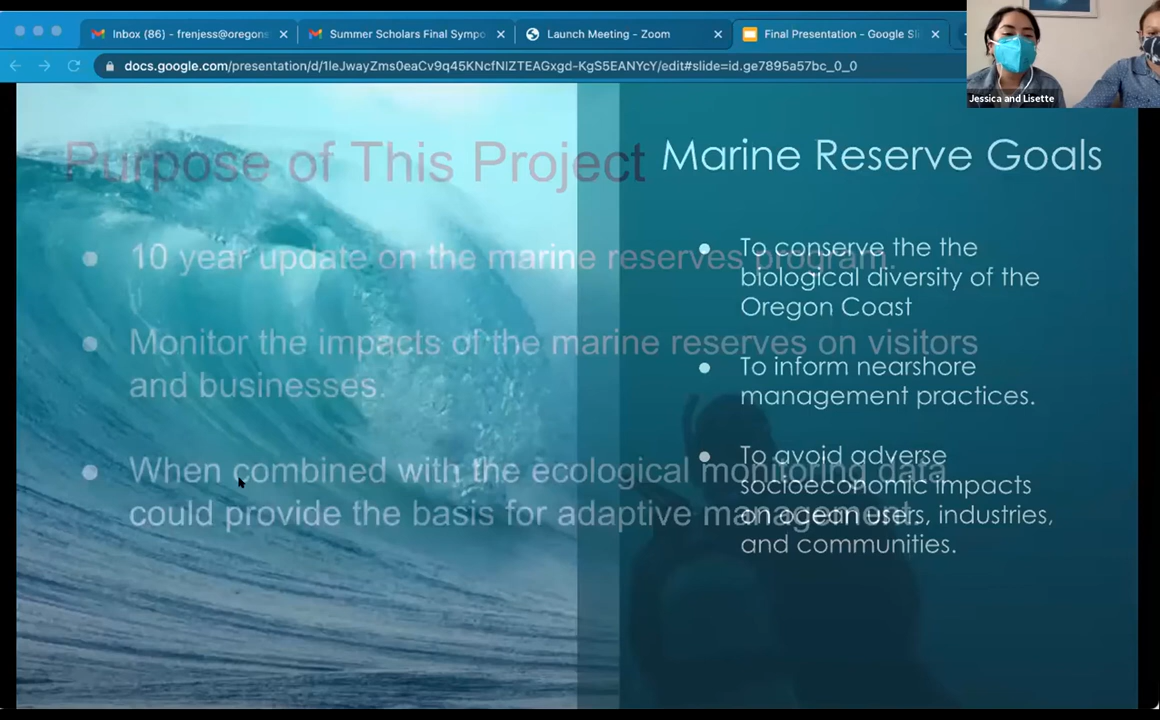 Inbox (86) - frenjess@oregons
Summer Scholars Final Sympo
Launch Meeting - Zoom
Final Presentation - Google Sli
docs.google.com/presentation/d/1leJwayZms0eaCv9q45KNcfNIZTEAGxgd-KgS5EANYcY/edit#slide=id.ge7895a57bc_0_0
Jessica and Lisette
Purpose of This Project
10 year update on the marine reserves program.
Monitor the impacts of the marine reserves on visitors
and businesses.
When combined with the ecological monitoring data
could provide the basis for adaptive management.
Marine Reserve Goals
To conserve the the
biological diversity of the
Oregon Coast
To inform nearshore
management practices.
To avoid adverse
socioeconomic impacts
on ocean users, industries,
and communities.